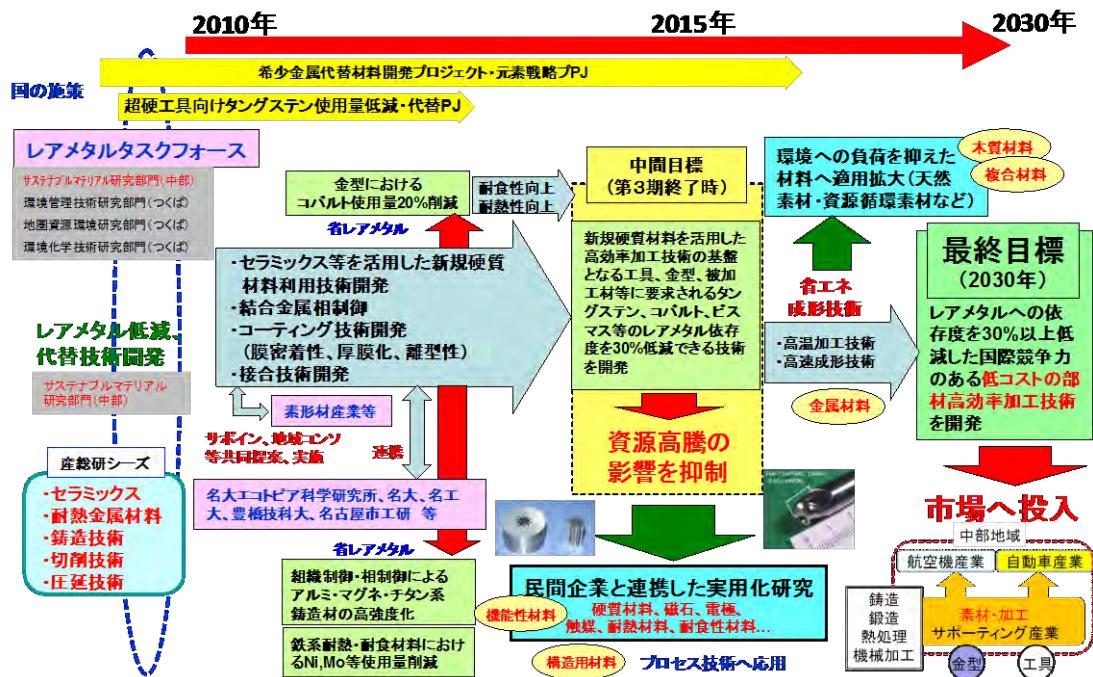 2010年
2015年
2030年
国の施策
希少金属代替材料開発プロジェクト・元素戦略プPJ
超硬工具向けタングステン使用量低減・代替PJ
レアメタルタスクフォース
サステナブルマテリアル研究部門(中部)
環境管理技術研究部門(つくば)
地圏資源環境研究部門(つくば)
環境化学技術研究部門(つくば)
レアメタル低減、
代替技術開発
サステナブルマテリアル
研究部門(中部)
産総研シーズ
・セラミックス
・耐熱金属材料
・鋳造技術
・切削技術
・圧延技術
金型における
コバルト使用量20%削減
省レアメタル
耐食性向上
耐熱性向上
・セラミックス等を活用した新規硬質
材料利用技術開発
・結合金属相制御
・コーティング技術開発
(膜密着性、厚膜化、離型性)
・接合技術開発
素形材産業等
サポイン、地域コンソ
等共同提案、実施
連携
名大エコトピア科学研究所、名大、名工
大、豊橋技科大、名古屋市工研 等
省レアメタル
組織制御・相制御による
アルミ・マグネ・チタン系
鋳造材の高強度化
鉄系耐熱・耐食材料におけ
るNi,Mo等使用量削減
中間目標
(第3期終了時)
新規硬質材料を活用した
高効率加工技術の基盤
となる工具、金型、被加
工材等に要求されるタン
グステン、コバルト、ビス
マス等のレアメタル依存
度を30%低減できる技術
を開発
資源高騰の
影響を抑制
民間企業と連携した実用化研究
硬質材料、磁石、電極、
触媒、耐熱材料、耐食性材料…
機能性材料
構造用材料
プロセス技術へ応用
環境への負荷を抑えた
材料へ適用拡大(天然
素材・資源循環素材など)
木質材料
複合材料
省エネ
成形技術
・高温加工技術
・高速成形技術
金属材料
最終目標
(2030年)
レアメタルへの依
存度を30%以上低
減した国際競争力
のある低コストの部
材高効率加工技術
を開発
市場へ投入
中部地域
航空機産業
自動車産業
素材・加工
サポーティング産業
金型
工具
鋳造
鍛造
熱処理
機械加工